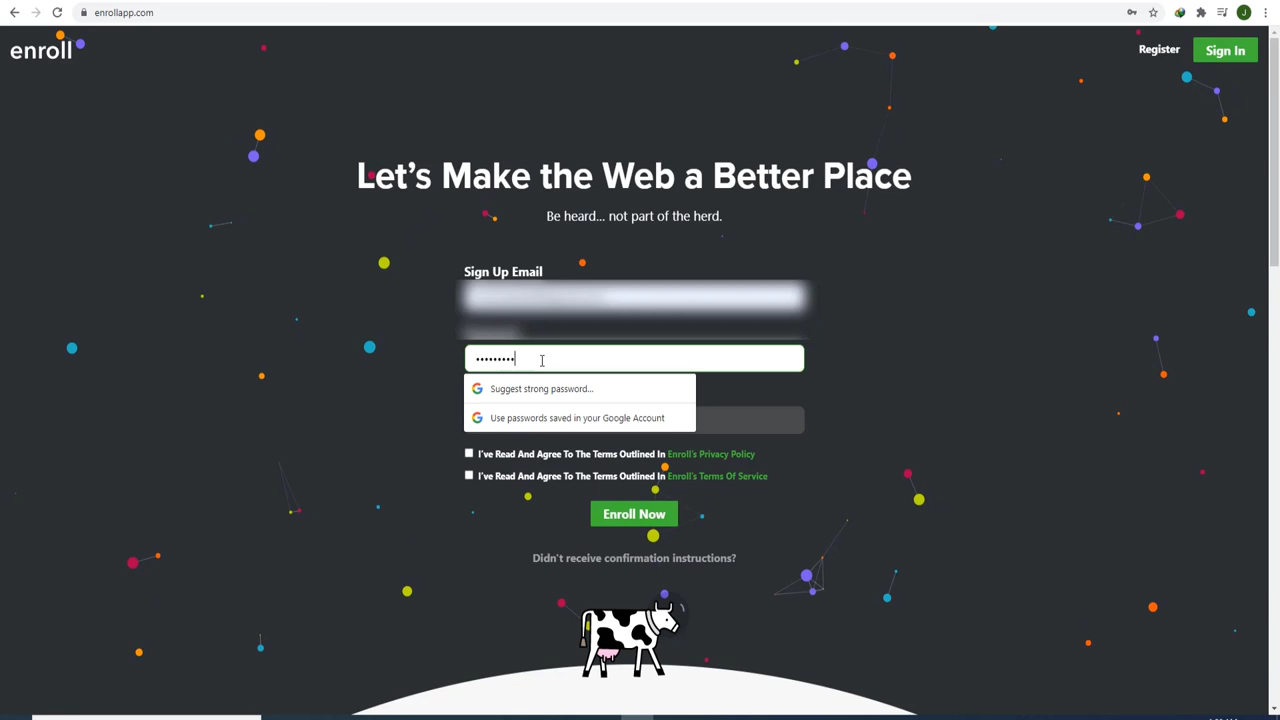 enrollapp.com
J
enroll
Register
Sign In
Let's Make the Web a Better Place
Be heard... not part of the herd.
Sign Up Email
•••••••••
Suggest strong password...
Use passwords saved in your Google Account
I've Read And Agree To The Terms Outlined In Enroll's Privacy Policy
I've Read And Agree To The Terms Outlined In Enroll's Terms Of Service
Enroll Now
Didn't receive confirmation instructions?